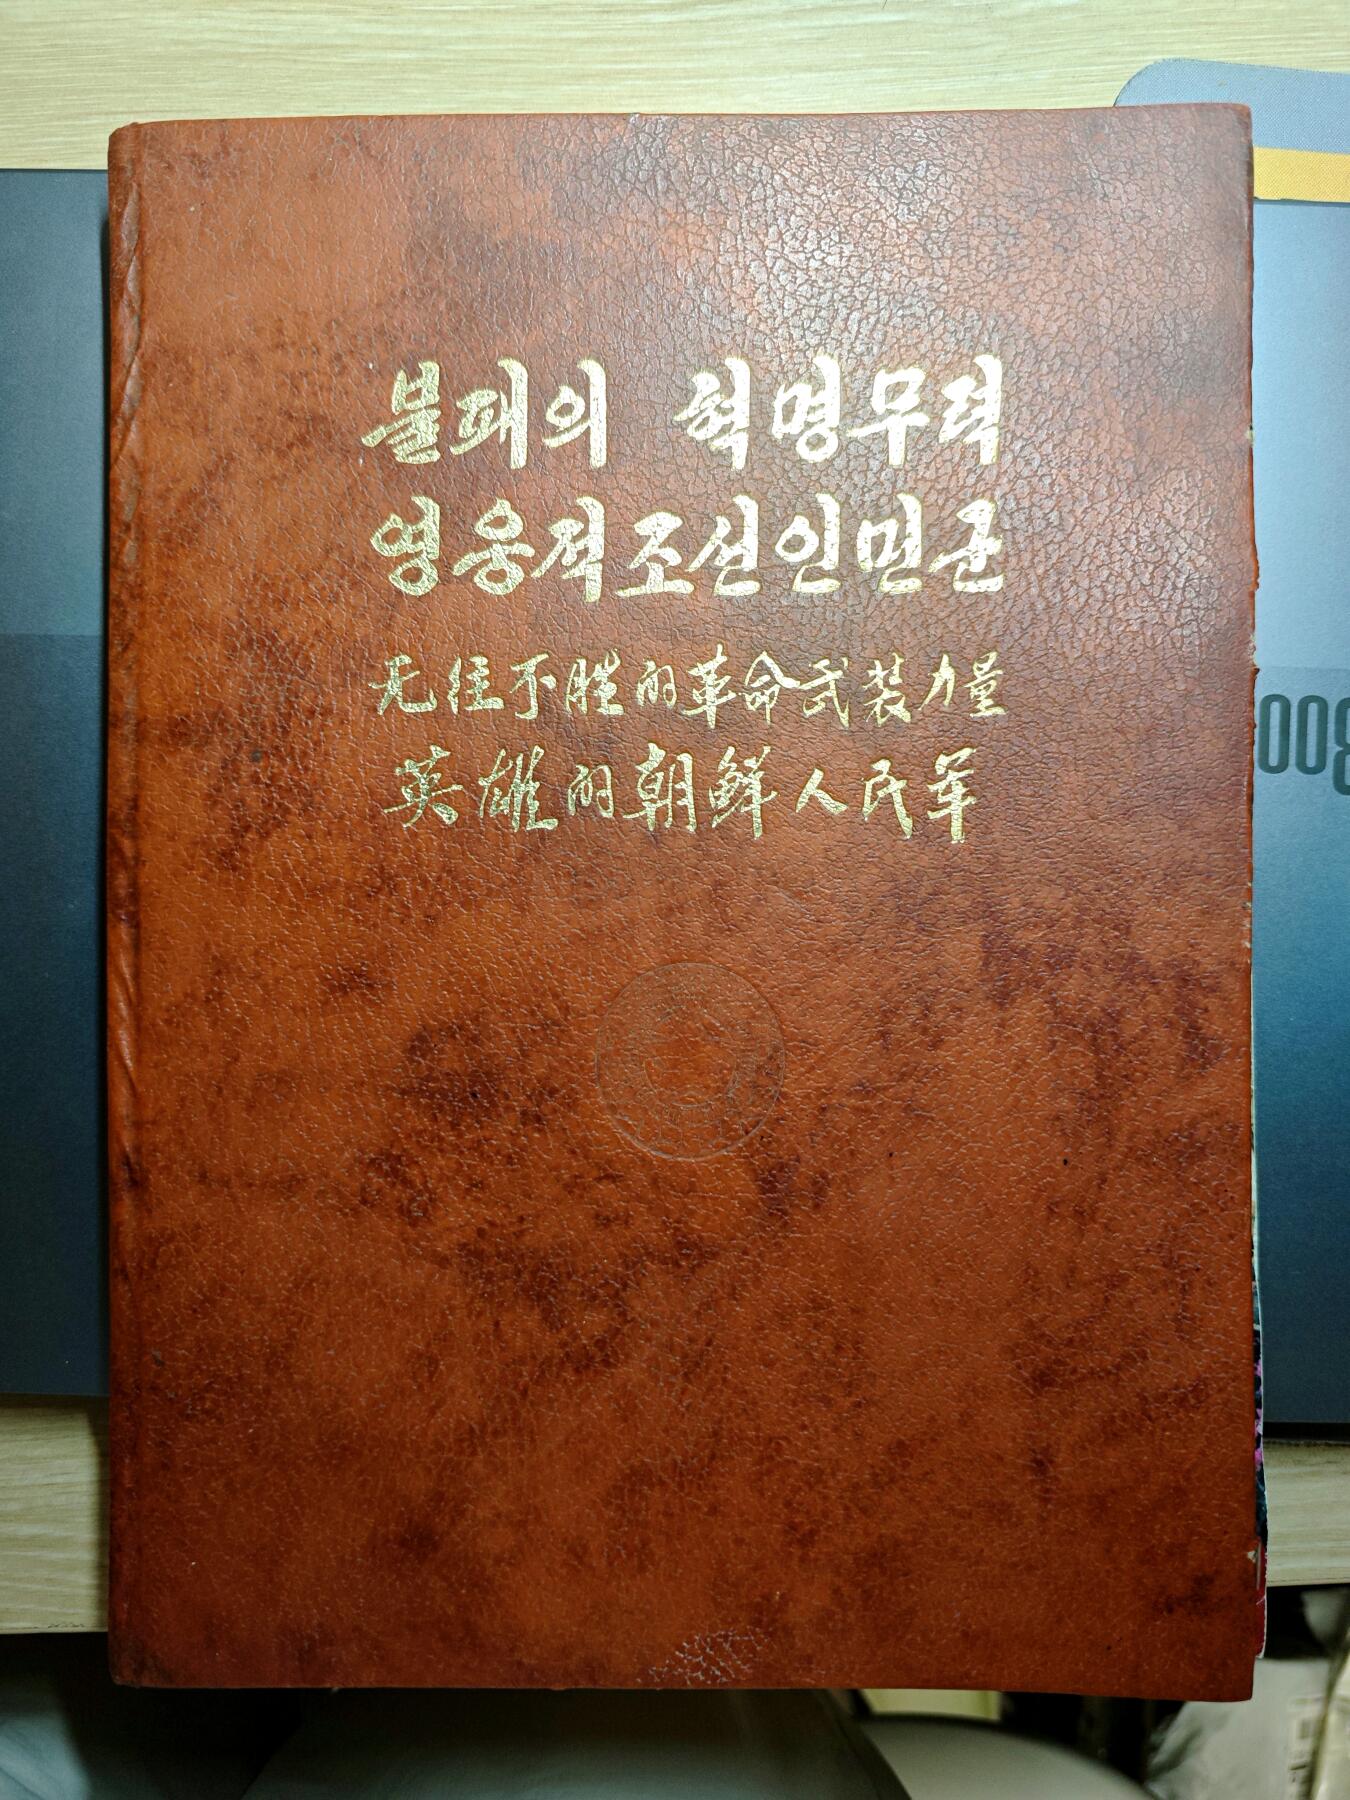 불패의 혁명무력
영웅적조선인민군
无往不胜的革命武装力量
英雄的朝鲜人民军
008